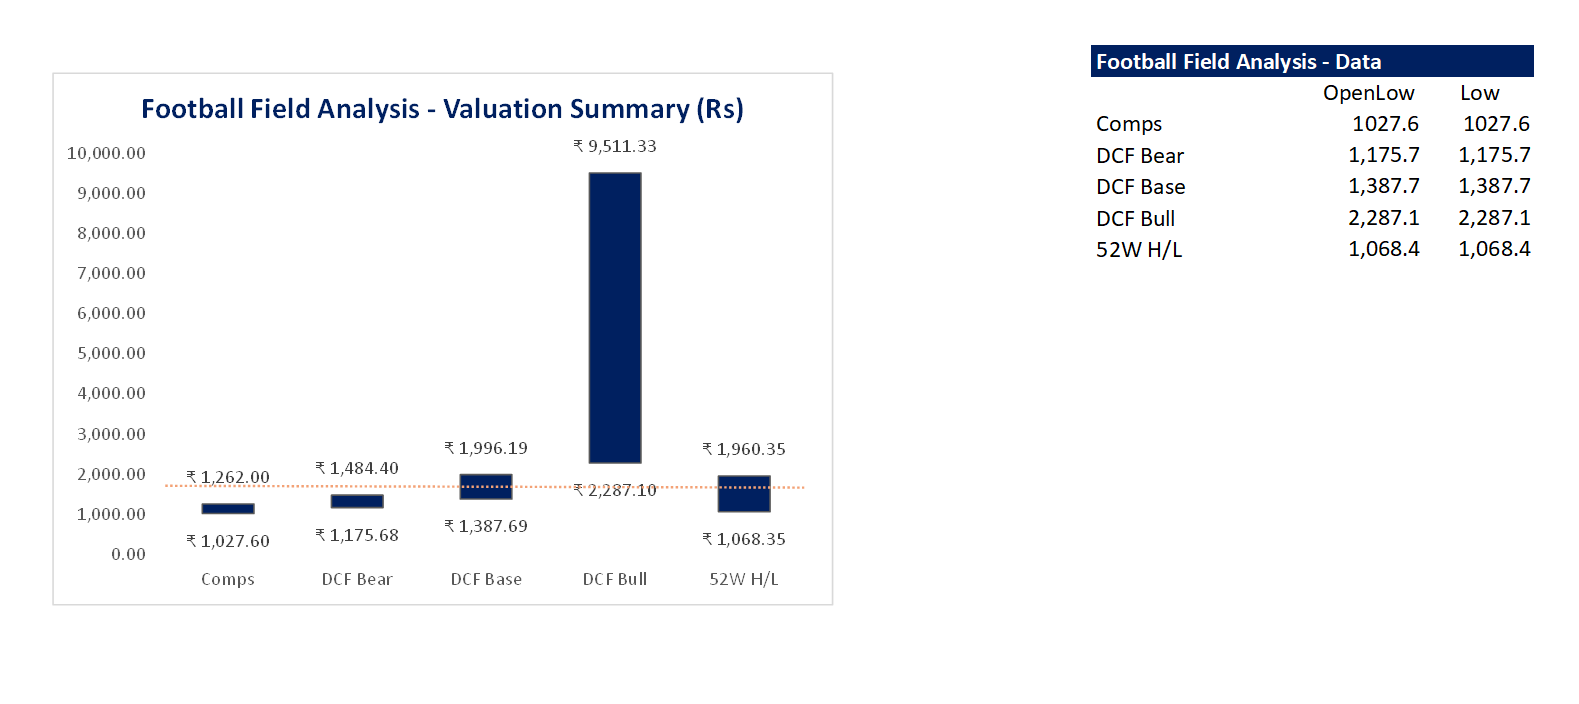 Football Field Analysis - Valuation Summary (Rs)
10,000.00
9,000.00
8,000.00
7,000.00
6,000.00
5,000.00
4,000.00
3,000.00
2,000.00
1,000.00
0.00
₹ 9,511.33
₹ 1,996.19
₹ 1,960.35
₹ 1,484.40
₹ 1,262.00
₹ 2,287.10
₹ 1,387.69
₹ 1,175.68
₹ 1,068.35
₹ 1,027.60
Comps DCF Bear DCF Base DCF Bull 52W H/L
Football Field Analysis - Data
OpenLow Low
Comps 1027.6 1027.6
DCF Bear 1,175.7 1,175.7
DCF Base 1,387.7 1,387.7
DCF Bull 2,287.1 2,287.1
52W H/L 1,068.4 1,068.4